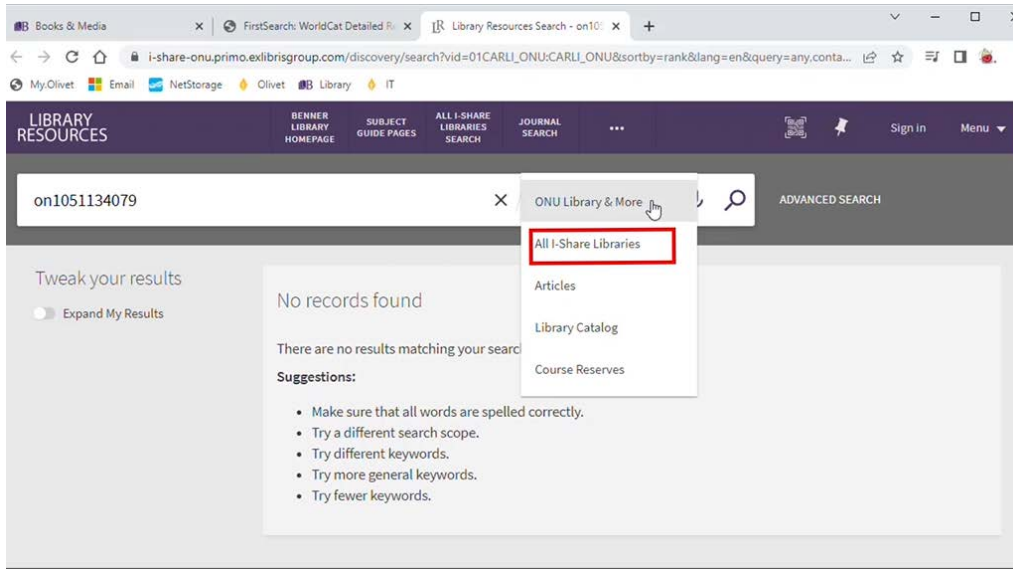 Books & Media
FirstSearch: WorldCat Detailed R
Library Resources Search - on10
i-share-onu.primo.exlibrisgroup.com/discovery/search?vid=01CARLI_ONU:CARLI_ONU&sortby=rank&lang=en&query=any,conta...
My.Olivet
Email
NetStorage
Olivet
Library
IT
LIBRARY
RESOURCES
BENNER
LIBRARY
HOMEPAGE
SUBJECT
GUIDE PAGES
ALL I-SHARE
LIBRARIES
SEARCH
JOURNAL
SEARCH
...
Sign in
Menu
on1051134079
ONU Library & More
ADVANCED SEARCH
All I-Share Libraries
Articles
Library Catalog
Course Reserves
Tweak your results
Expand My Results
No records found
There are no results matching your searc
Suggestions:
• Make sure that all words are spelled correctly.
• Try a different search scope.
• Try different keywords.
• Try more general keywords.
• Try fewer keywords.